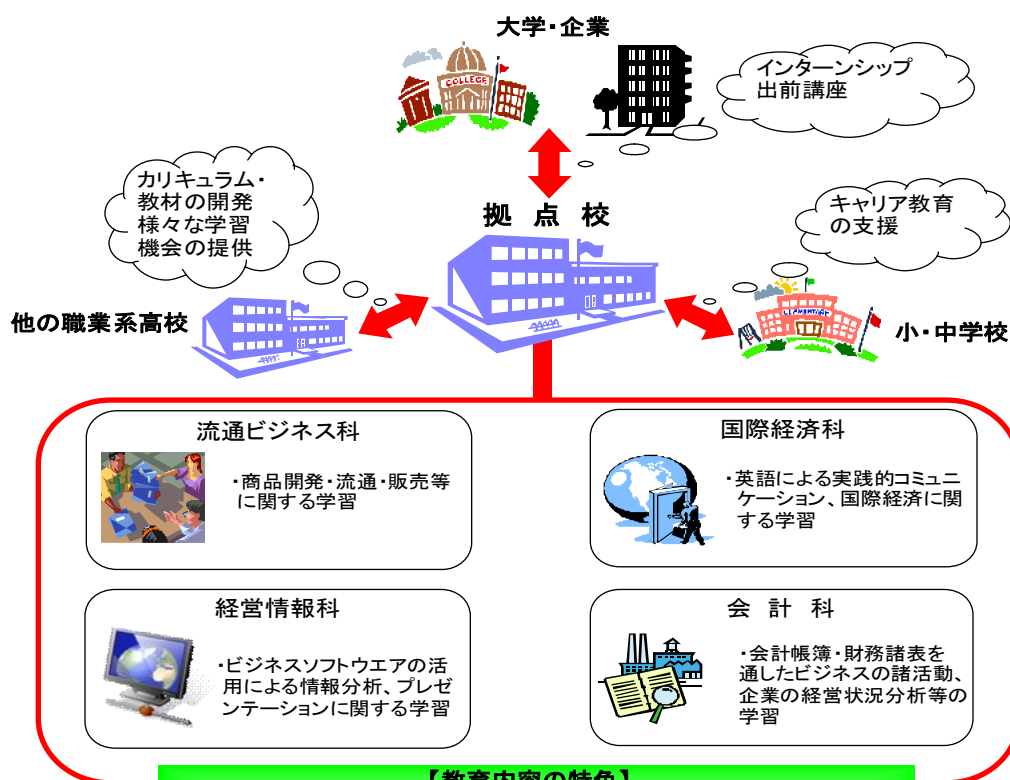 大学・企業
COLLEGE
インターンシップ
出前講座
カリキュラム・
教材の開発
様々な学習
機会の提供
拠 点 校
キャリア教育
の支援
他の職業系高校
ELEMENTARY
小・中学校
流通ビジネス科
・商品開発・流通・販売等
に関する学習
国際経済科
・英語による実践的コミュニ
ケーション、国際経済に関
する学習
経営情報科
・ビジネスソフトウエアの活
用による情報分析、プレゼ
ンテーションに関する学習
会 計 科
・会計帳簿・財務諸表を
通したビジネスの諸活動、
企業の経営状況分析等の
学習
【教育内容の特色】